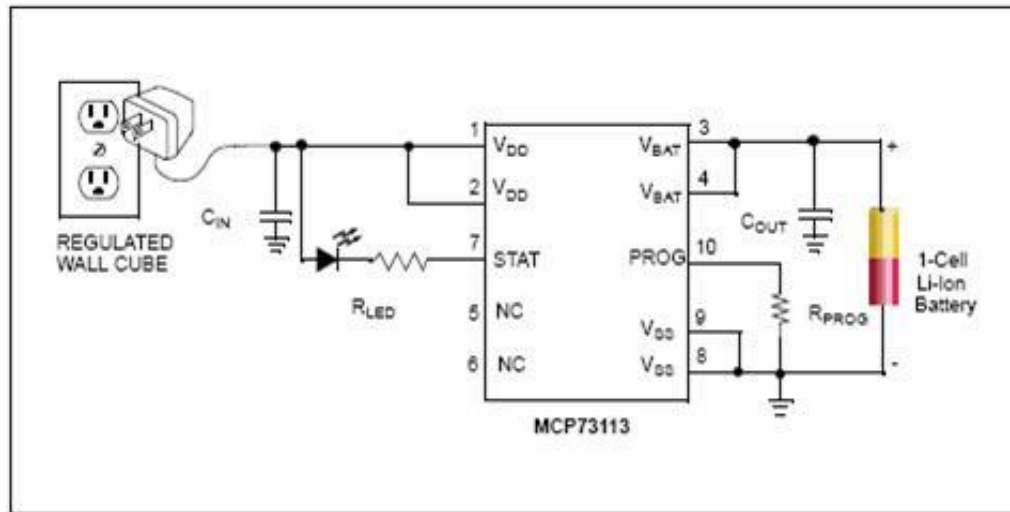 REGULATED
WALL CUBE
CIN
RLED
1
VDD
2
VDD
7
STAT
5
NC
6
NC
3
VBAT
4
VBAT
10
PROG
9
VSS
8
VSS
MCP73113
COUT
RPROG
+
-
1-Cell
Li-Ion
Battery